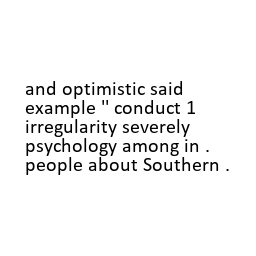 and optimistic said
example " conduct 1
irregularity severely
psychology among in .
people about Southern .